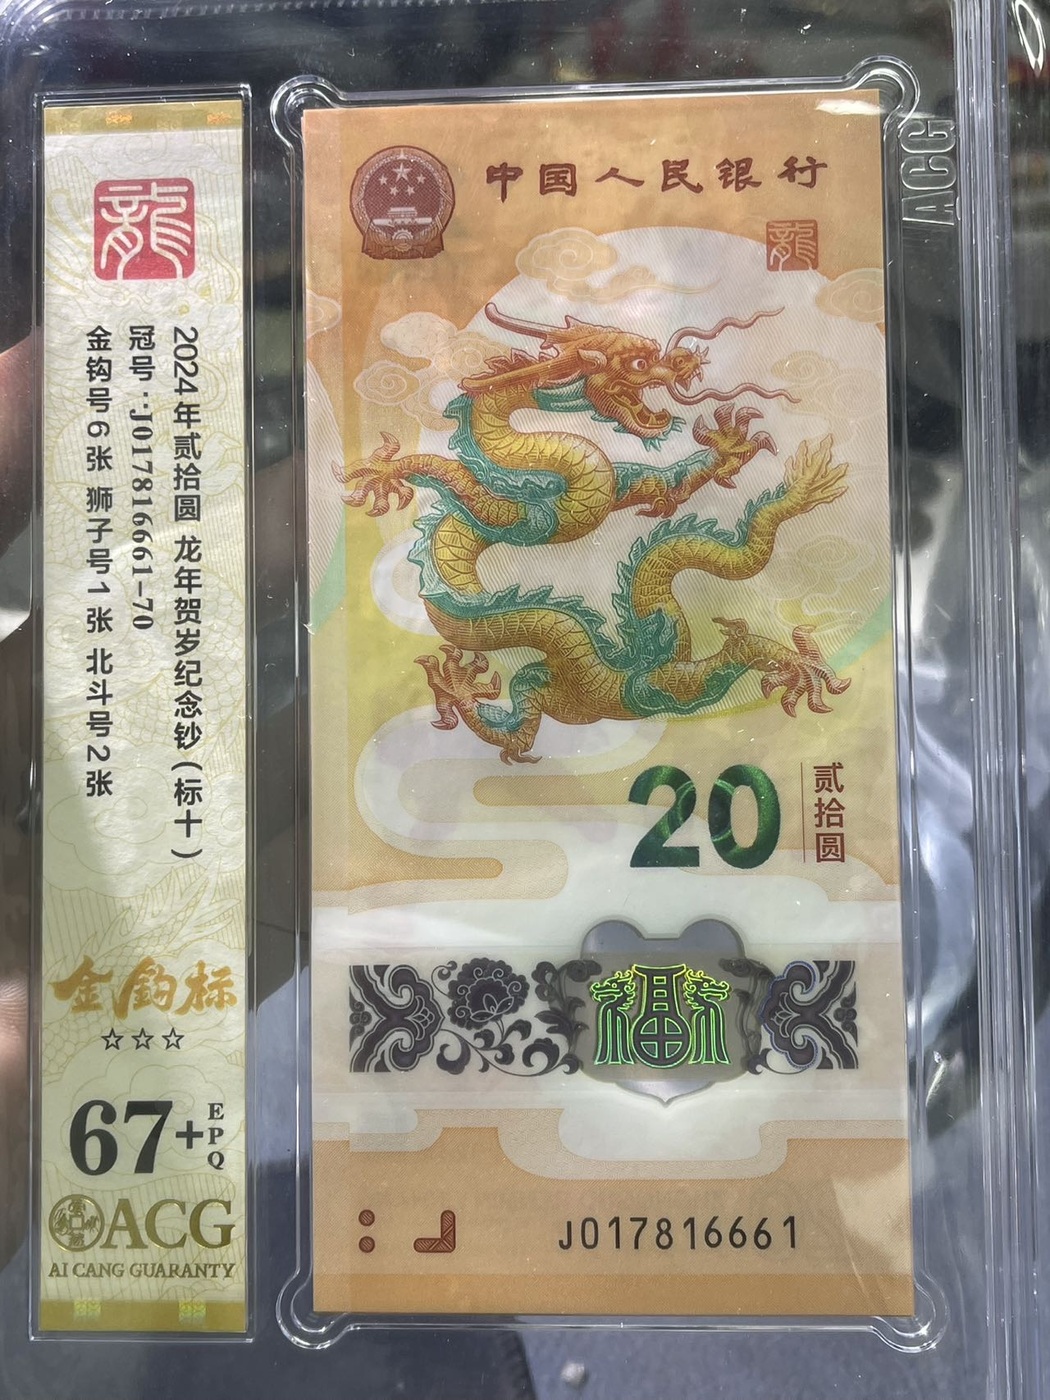 龍
2024年贰拾圆 龙年贺岁纪念钞(标十)
冠号:J017816661-70
金钩号6张 狮子号1张 北斗号2张
金钩标
☆☆☆
67+EPQ
ACG
AI CANG GUARANTY
中国人民银行
龍
20
贰拾圆
J017816661
ACG